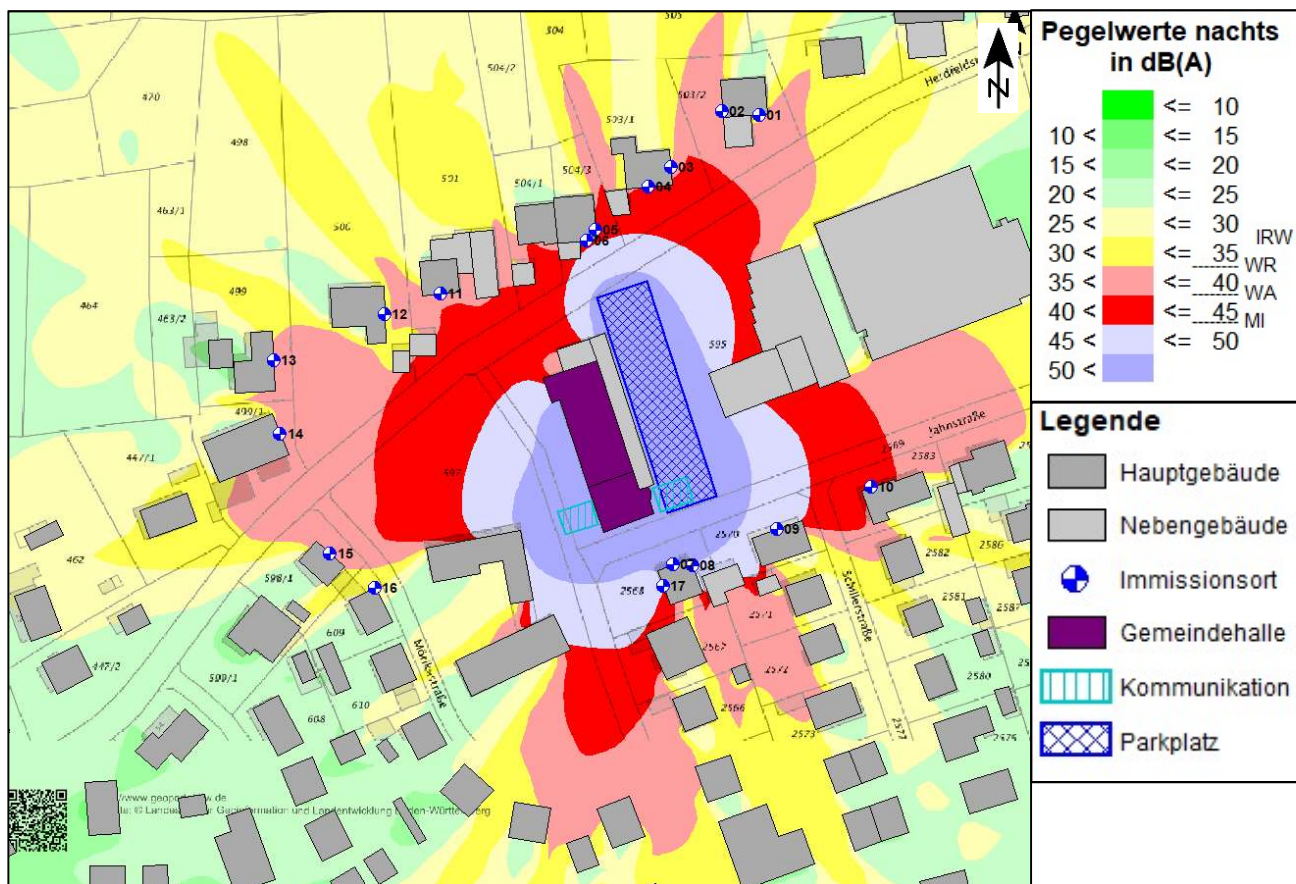 Pegelwerte nachts
in dB(A)
<= 10
10 < <= 15
15 < <= 20
20 < <= 25
25 < <= 30
30 < <= 35
35 < <= 40
40 < <= 45
45 < <= 50
50 <
IRW
WR
WA
MI
Legende
Hauptgebäude
Nebengebäude
Immissionsort
Gemeindehalle
Kommunikation
Parkplatz
N
304
505
504/2
470
503/2
02
01
503/1
498
03
504/3
04
501
504/1
463/1
506
05
06
11
499
464
12
463/2
595
13
499/1
14
Jahnstraße
2569
2583
447/1
597
10
2570
09
462
15
07
08
2582
2586
598/1
16
2568
17
Schillerstraße
2581
2587
609
2571
2567
447/2
599/1
Mörikestraße
2572
2580
610
608
2566
2573
2577
2576